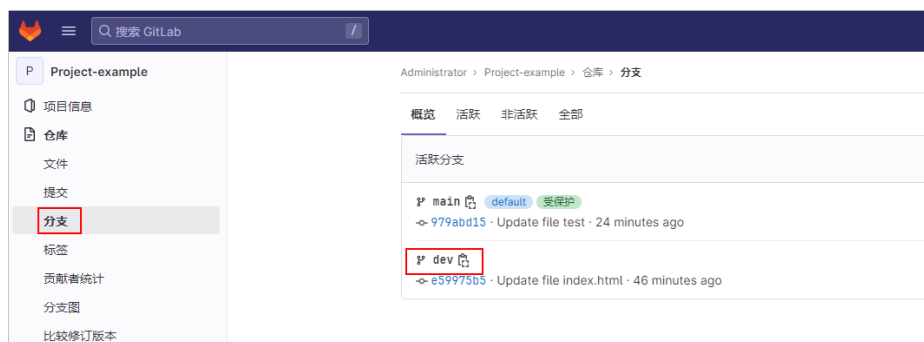 搜索 GitLab /
P Project-example
项目信息
仓库
文件
提交
分支
标签
贡献者统计
分支图
比较修订版本
Administrator › Project-example › 仓库 › 分支
概览 活跃 非活跃 全部
活跃分支
main default 受保护
979abd15 · Update file test · 24 minutes ago
dev
e59975b5 · Update file index.html · 46 minutes ago